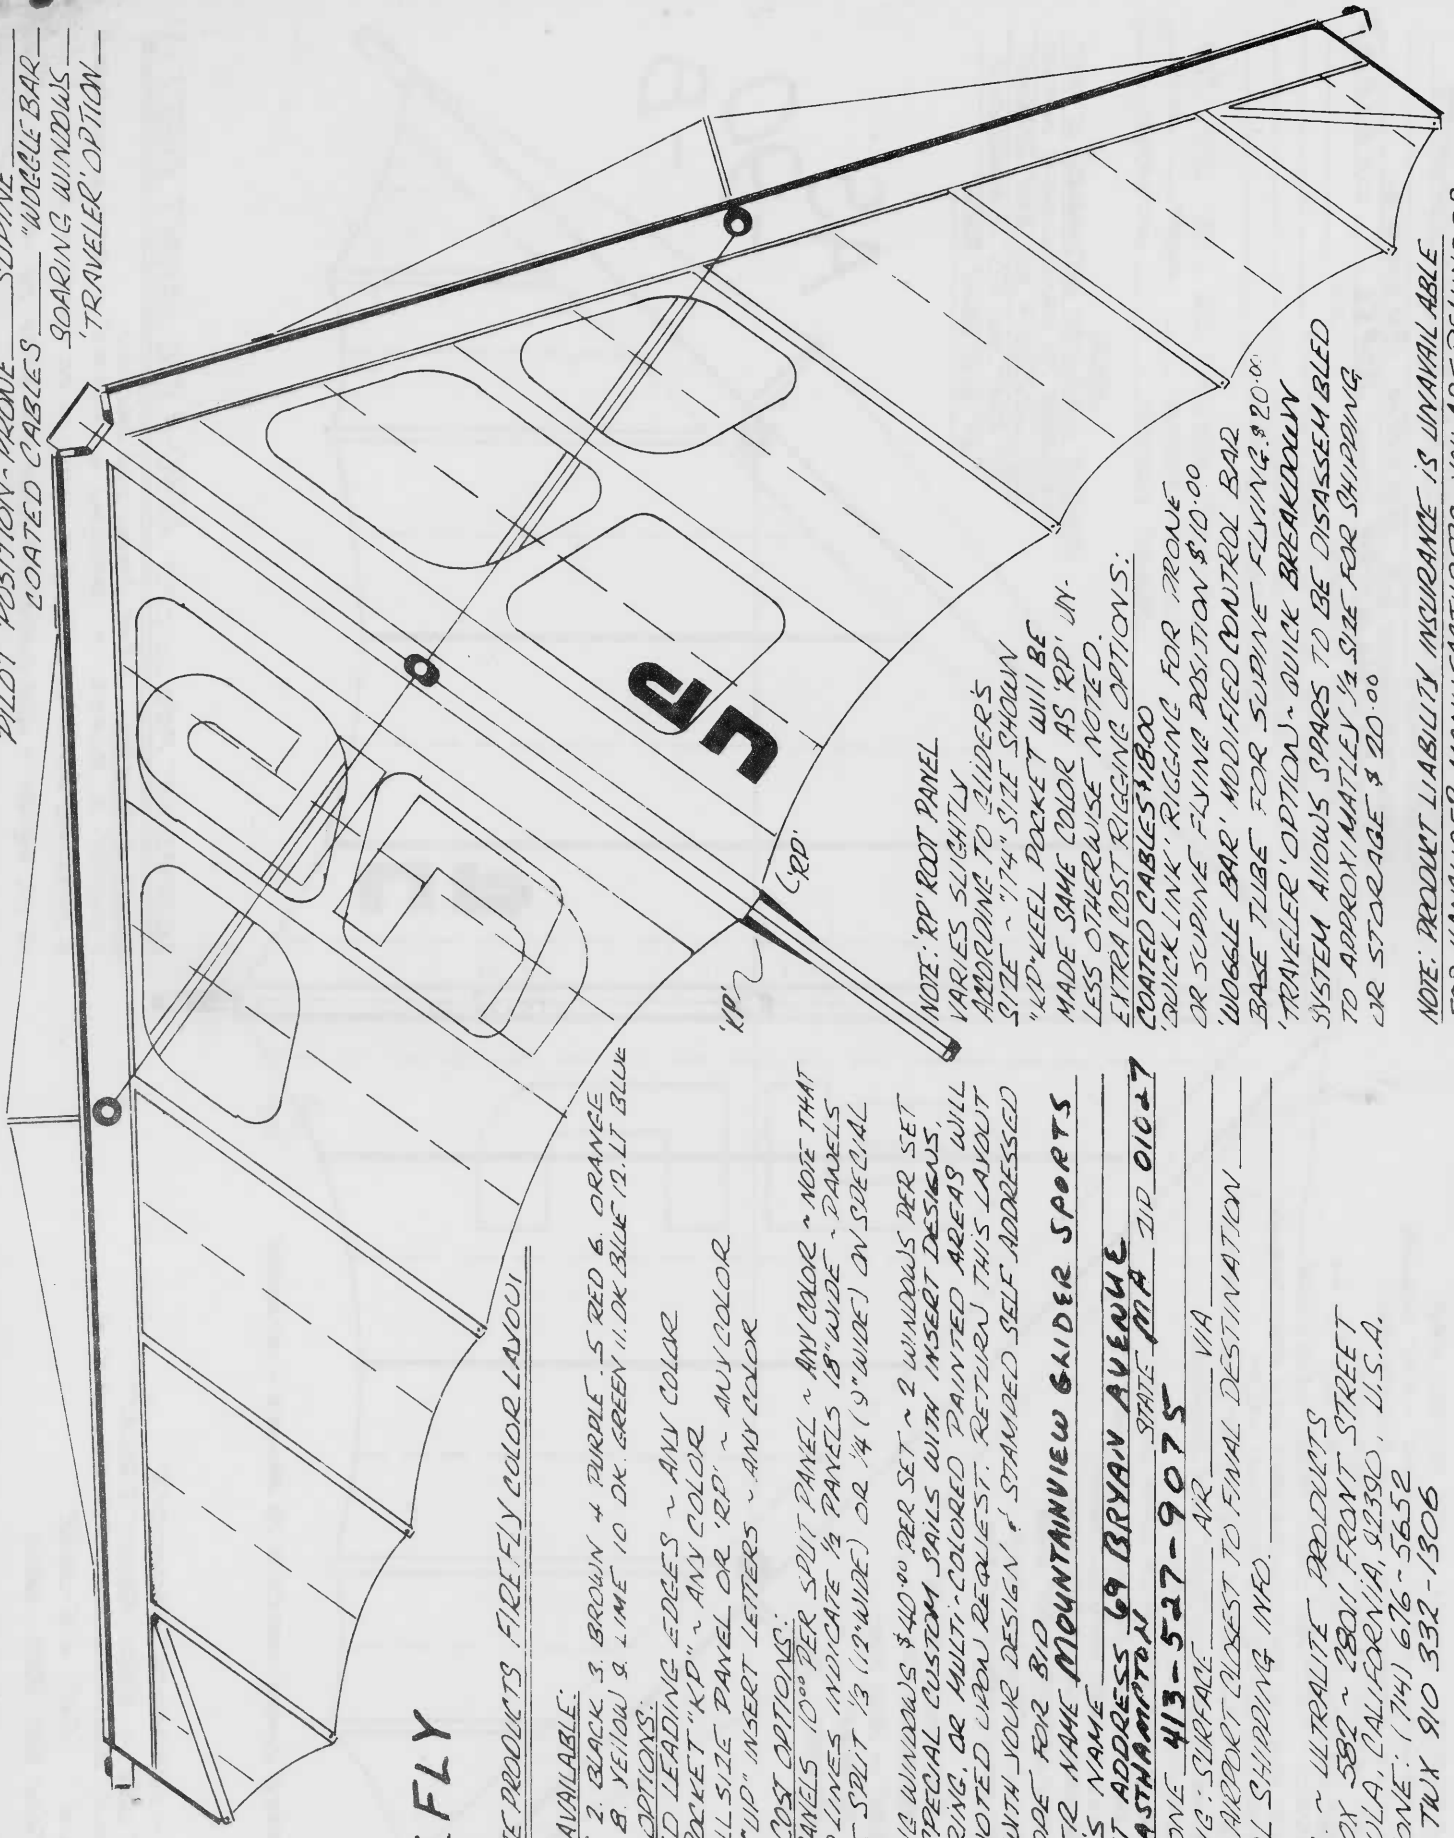 PILOT POSITION~PRONE SUPINE
COATED CABLES "WOGGLE BAR
SOARING WINDOWS
'TRAVELER' OPTION
UP
'KP'
'RP'
FLY
PRODUCTS FIREFLY COLOR LAYOUT
AVAILABLE:
2. BLACK 3. BROWN 4 PURPLE 5 RED 6. ORANGE
8. YELLOW 9. LIME 10 DK. GREEN 11. DK BLUE 12. LT BLUE
OPTIONS:
LEADING EDGES ~ ANY COLOR
"KP" ~ ANY COLOR
SIZE PANEL OR 'RP' ~ ANY COLOR
"UP" INSERT LETTERS ~ ANY COLOR
COST OPTIONS:
10⁰⁰ PER SPLIT PANEL ~ ANY COLOR ~ NOTE THAT
LINES INDICATE ½ PANELS 18" WIDE ~ PANELS
SPLIT ⅓ (12" WIDE) OR ¼ (9" WIDE) ON SPECIAL
WINDOWS $40.00 PER SET ~ 2 WINDOWS PER SET
CUSTOM SAILS WITH INSERT DESIGNS,
OR MULTI-COLORED PAINTED AREAS WILL
UPON REQUEST. RETURN THIS LAYOUT
WITH YOUR DESIGN & STAMPED SELF ADDRESSED
FOR BID
NAME MOUNTAINVIEW GLIDER SPORTS
NAME
ADDRESS 69 BRYAN AVENUE
STATE MA ZIP 01027
413-527-9075
: SURFACE AIR VIA
AIRPORT CLOSEST TO FINAL DESTINATION
SHIPPING INFO.
~ ULTRALITE PRODUCTS
582 ~ 28011 FRONT STREET
CALIFORNIA, 92390, U.S.A.
: (714) 676-5652
TWX 910 332-1306
NOTE: 'RP' ROOT PANEL
VARIES SLIGHTLY
ACCORDING TO GLIDER'S
SIZE ~ "174" SIZE SHOWN
"KP" KEEL POCKET WILL BE
MADE SAME COLOR AS 'RP' UN-
LESS OTHERWISE NOTED.
EXTRA COST RIGGING OPTIONS:
COATED CABLES $18.00
'QUICK LINK' RIGGING FOR PRONE
OR SUPINE FLYING POSITION $10.00
'WOGGLE BAR' MODIFIED CONTROL BAR
BASE TUBE FOR SUPINE FLYING. $20.00
'TRAVELER' OPTION ~ QUICK BREAKDOWN
SYSTEM ALLOWS SPARS TO BE DISASSEMBLED
TO APPROXIMATLEY ½ SIZE FOR SHIPPING
OR STORAGE $20.00
NOTE: PRODUCT LIABILITY INSURANCE IS UNAVAILABLE